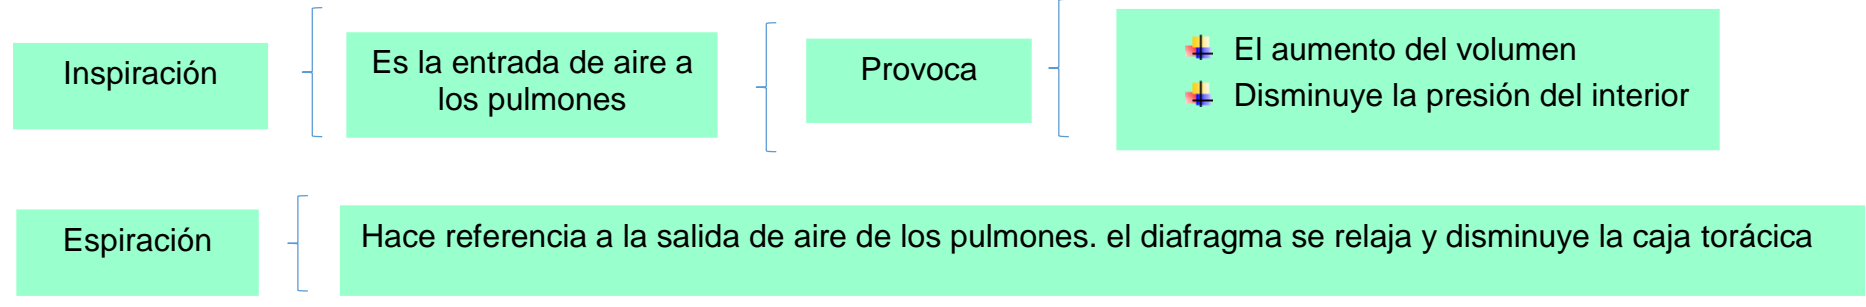 Inspiración
Es la entrada de aire a
los pulmones
Provoca
El aumento del volumen
Disminuye la presión del interior
Espiración
Hace referencia a la salida de aire de los pulmones. el diafragma se relaja y disminuye la caja torácica